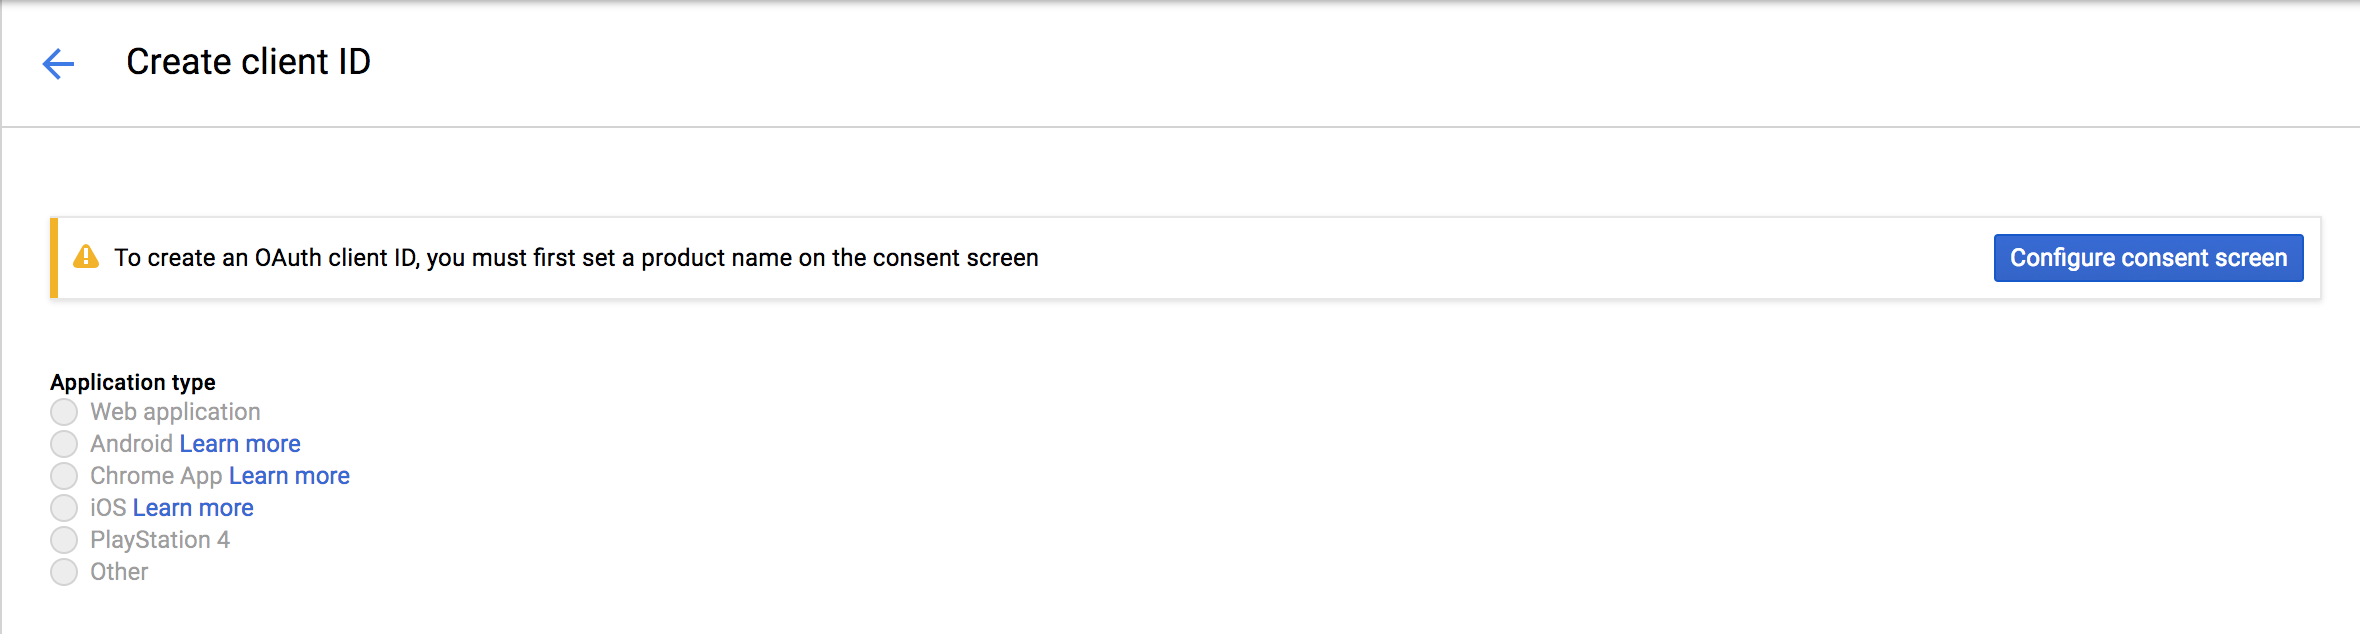 Create client ID
To create an OAuth client ID, you must first set a product name on the consent screen
Configure consent screen
Application type
Web application
Android Learn more
Chrome App Learn more
iOS Learn more
PlayStation 4
Other